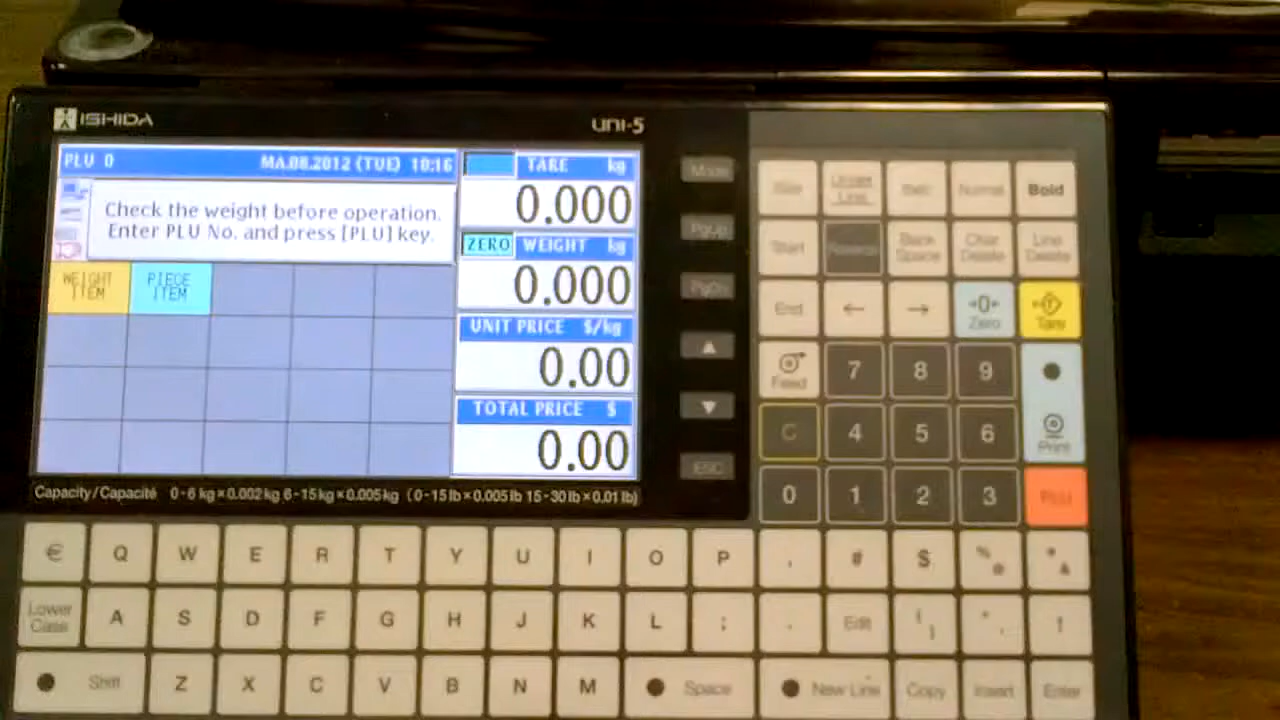 ISHIDA
uni-5
PLU 0 MA.08.2012 (TUE) 10:16
Check the weight before operation.
Enter PLU No. and press [PLU] key.
WEIGHT
ITEM
PIECE
ITEM
TARE kg
0.000
ZERO WEIGHT kg
0.000
UNIT PRICE $/kg
0.00
TOTAL PRICE $
0.00
Capacity/Capacité 0-6 kg×0.002 kg 6-15 kg×0.005 kg (0-15 lb×0.005 lb 15-30 lb×0.01 lb)
Mode
PgUp
PgDn
▲
▼
ESC
Size
Under
Line
Italic
Normal
Bold
Start
Reverse
Back
Space
Char
Delete
Line
Delete
End ← →
→0←
Zero
T
Tare
Feed
7 8 9
C 4 5 6
Print
0 1 2 3 PLU
€ Q W E R T Y U I O P . # $ % @ * &
Lower
Case
A S D F G H J K L ; . Edit
Shift Z X C V B N M Space New Line Copy Insert Enter